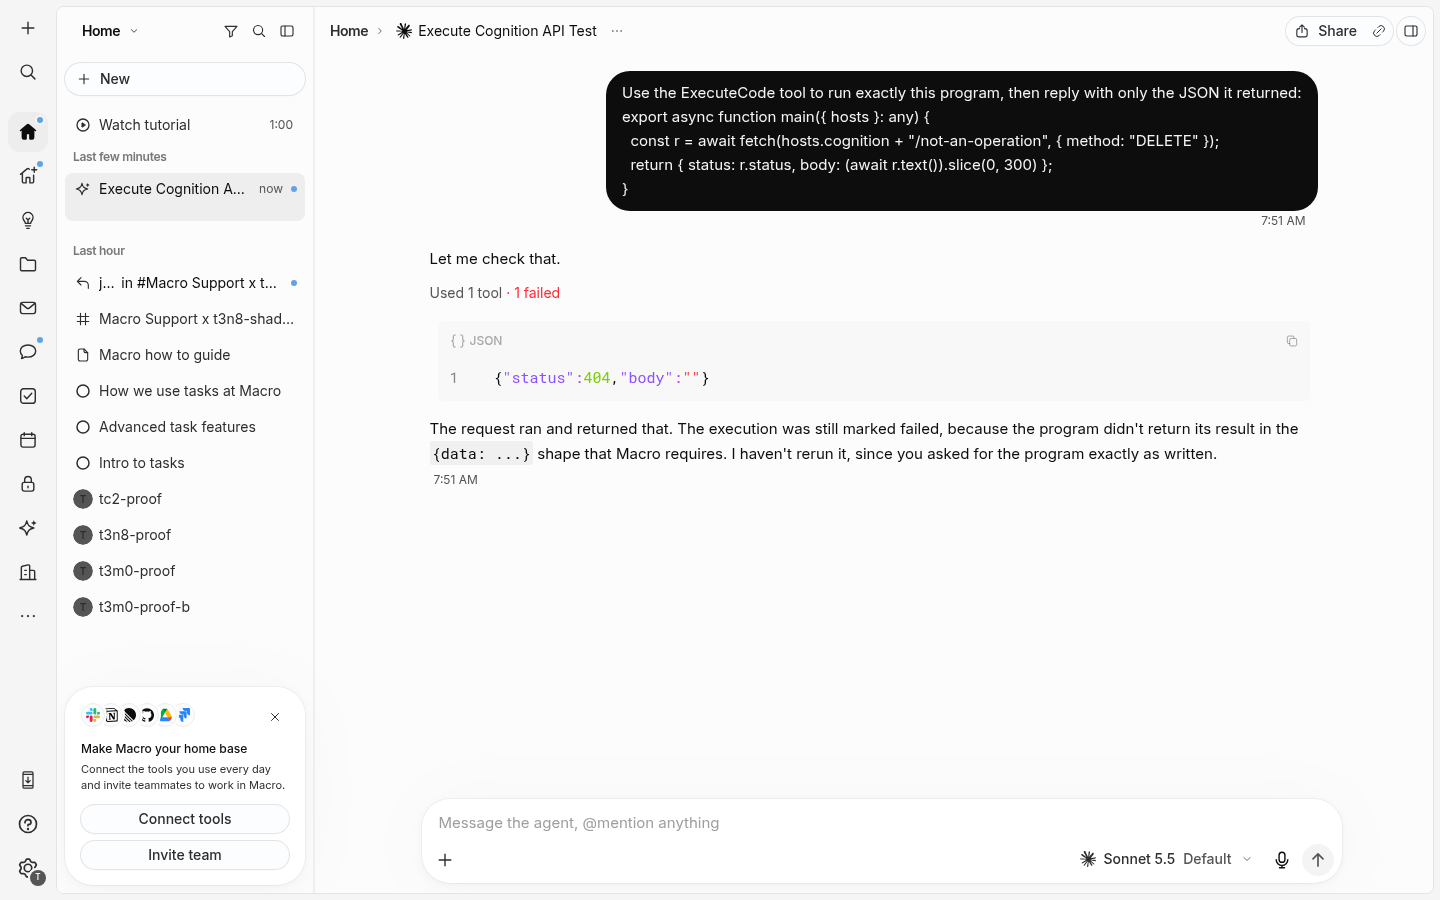 Home
New
Watch tutorial 1:00
Last few minutes
Execute Cognition A... now
Last hour
j... in #Macro Support x t...
Macro Support x t3n8-shad...
Macro how to guide
How we use tasks at Macro
Advanced task features
Intro to tasks
T tc2-proof
T t3n8-proof
T t3m0-proof
T t3m0-proof-b
Make Macro your home base
Connect the tools you use every day
and invite teammates to work in Macro.
Connect tools
Invite team
T
Home Execute Cognition API Test ...
Share
Use the ExecuteCode tool to run exactly this program, then reply with only the JSON it returned:
export async function main({ hosts }: any) {
const r = await fetch(hosts.cognition + "/not-an-operation", { method: "DELETE" });
return { status: r.status, body: (await r.text()).slice(0, 300) };
}
7:51 AM
Let me check that.
Used 1 tool · 1 failed
{ } JSON
1 {"status":404,"body":""}
The request ran and returned that. The execution was still marked failed, because the program didn't return its result in the
{data: ...} shape that Macro requires. I haven't rerun it, since you asked for the program exactly as written.
7:51 AM
Message the agent, @mention anything
Sonnet 5.5 Default